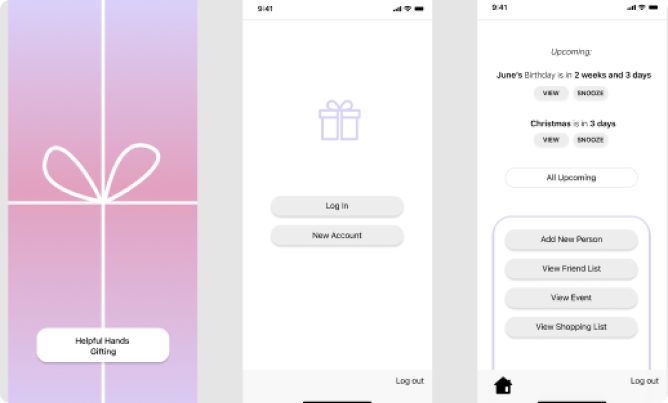 Helpful Hands
Gifting
9:41
Log In
New Account
Log out
9:41
Upcoming:
June's Birthday is in 2 weeks and 3 days
VIEW SNOOZE
Christmas is in 3 days
VIEW SNOOZE
All Upcoming
Add New Person
View Friend List
View Event
View Shopping List
Log out